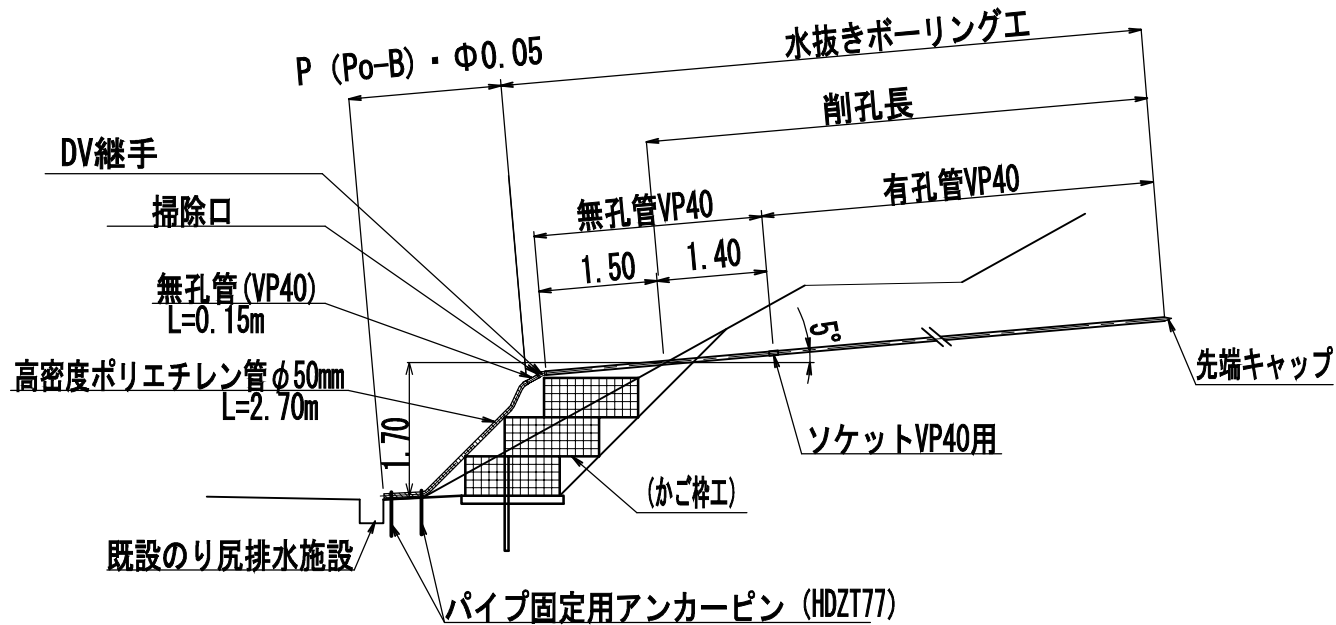 水抜きボーリング工
P (Po-B)・Φ0.05
削孔長
DV継手
有孔管VP40
掃除口
無孔管VP40
1.50
1.40
無孔管(VP40)
L=0.15m
5°
高密度ポリエチレン管φ50mm
L=2.70m
先端キャップ
1.70
ソケットVP40用
(かご枠工)
既設のり尻排水施設
パイプ固定用アンカーピン(HDZT77)